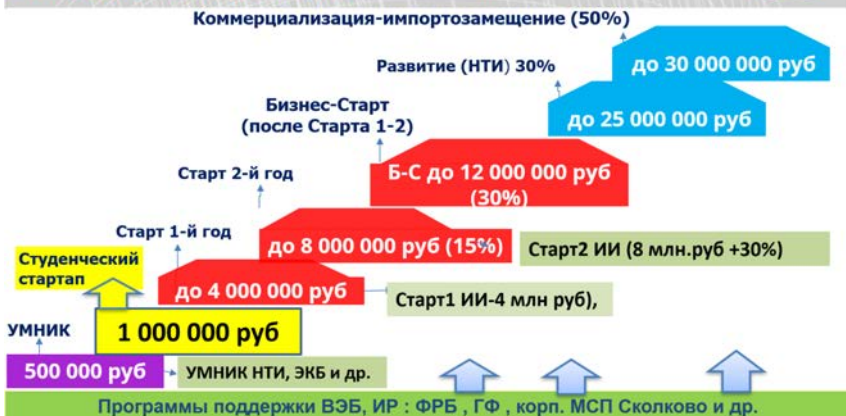 Коммерциализация-импортозамещение (50%)
до 30 000 000 руб
Развитие (НТИ) 30%
до 25 000 000 руб
Бизнес-Старт
(после Старта 1-2)
Б-С до 12 000 000 руб
(30%)
Старт 2-й год
до 8 000 000 руб (15%)
Старт2 ИИ (8 млн.руб +30%)
Старт 1-й год
до 4 000 000 руб
Старт1 ИИ-4 млн руб),
Студенческий
стартап
1 000 000 руб
УМНИК
500 000 руб
УМНИК НТИ, ЭКБ и др.
Программы поддержки ВЭБ, ИР : ФРБ , ГФ , корп. МСП Сколково и др.